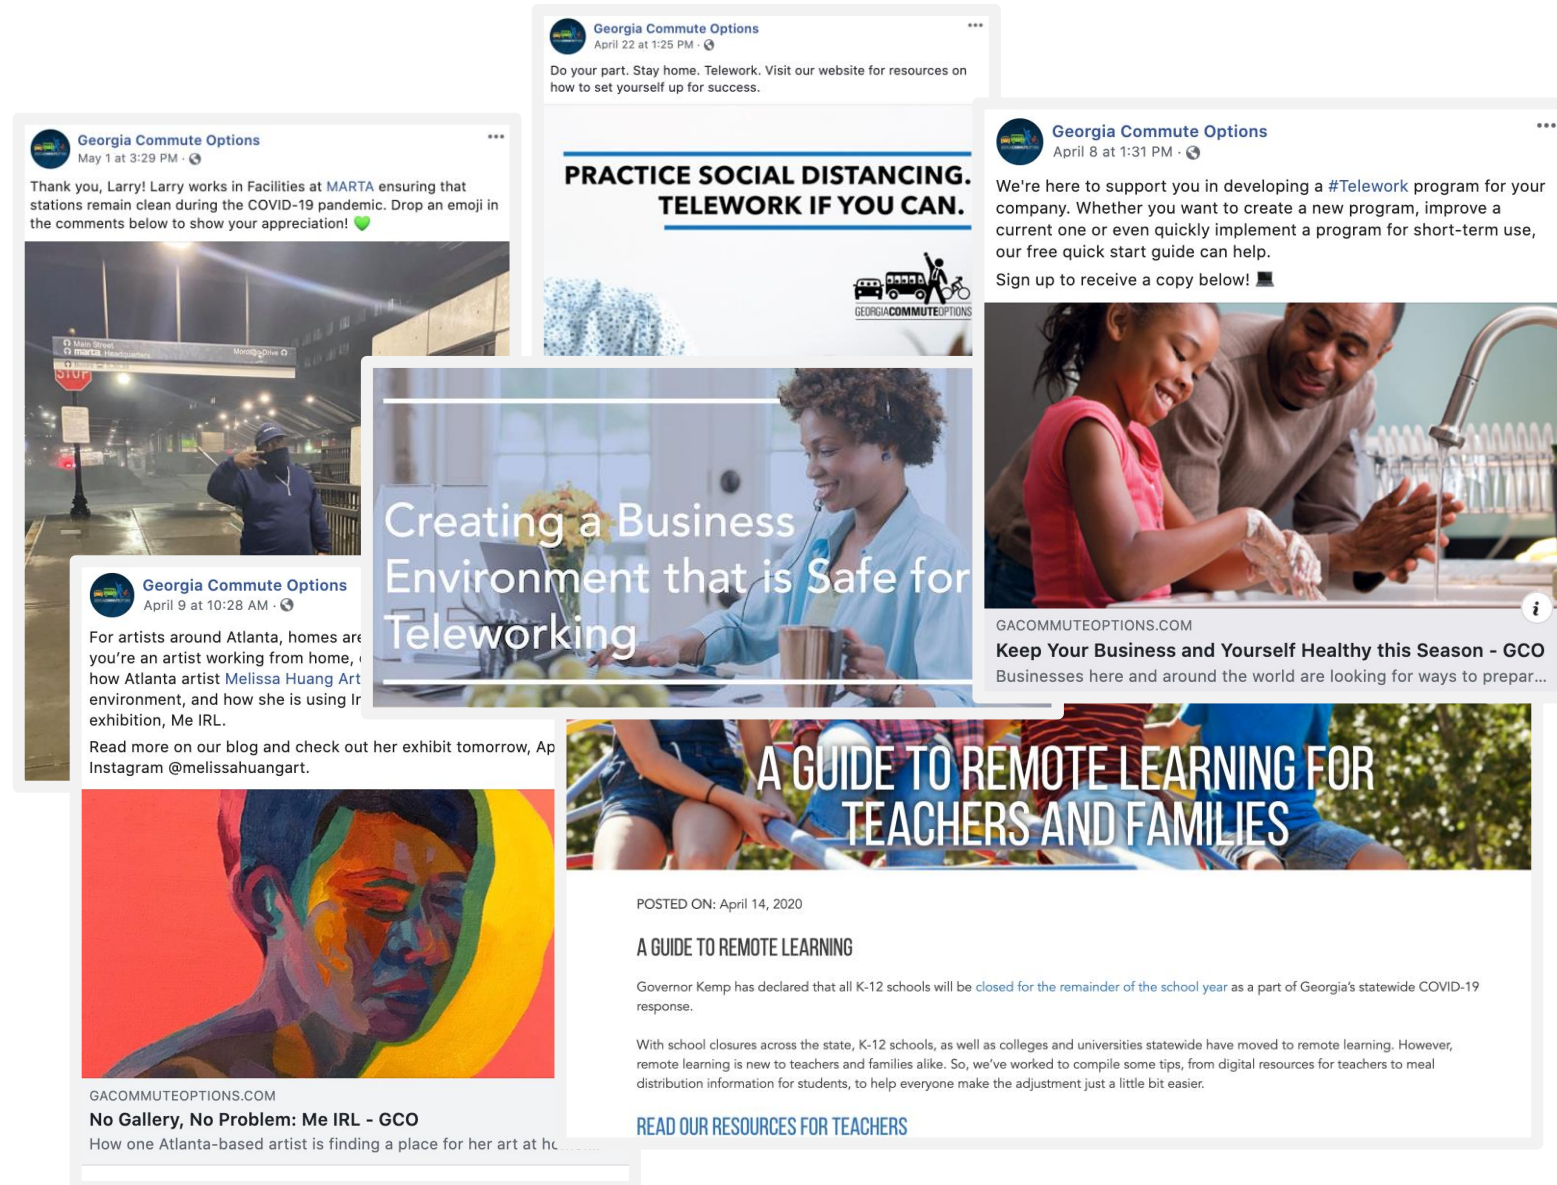 Georgia Commute Options
April 22 at 1:25 PM ·
Do your part. Stay home. Telework. Visit our website for resources on
how to set yourself up for success.
PRACTICE SOCIAL DISTANCING.
TELEWORK IF YOU CAN.
GEORGIACOMMUTEOPTIONS
Georgia Commute Options
May 1 at 3:29 PM ·
Thank you, Larry! Larry works in Facilities at MARTA ensuring that
stations remain clean during the COVID-19 pandemic. Drop an emoji in
the comments below to show your appreciation! 💚
Main Street
marta Headquarters
Drive
STOP
Georgia Commute Options
April 8 at 1:31 PM ·
We're here to support you in developing a #Telework program for your
company. Whether you want to create a new program, improve a
current one or even quickly implement a program for short-term use,
our free quick start guide can help.
Sign up to receive a copy below! 💻
GACOMMUTEOPTIONS.COM
Keep Your Business and Yourself Healthy this Season - GCO
Businesses here and around the world are looking for ways to prepar...
Creating a Business
Environment that is Safe for
Teleworking
Georgia Commute Options
April 9 at 10:28 AM ·
For artists around Atlanta, homes are
you're an artist working from home,
how Atlanta artist Melissa Huang Art
environment, and how she is using
exhibition, Me IRL.
Read more on our blog and check out her exhibit tomorrow, Ap
Instagram @melissahuangart.
GACOMMUTEOPTIONS.COM
No Gallery, No Problem: Me IRL - GCO
How one Atlanta-based artist is finding a place for her art at
A GUIDE TO REMOTE LEARNING FOR
TEACHERS AND FAMILIES
POSTED ON: April 14, 2020
A GUIDE TO REMOTE LEARNING
Governor Kemp has declared that all K-12 schools will be closed for the remainder of the school year as a part of Georgia's statewide COVID-19
response.
With school closures across the state, K-12 schools, as well as colleges and universities statewide have moved to remote learning. However,
remote learning is new to teachers and families alike. So, we've worked to compile some tips, from digital resources for teachers to meal
distribution information for students, to help everyone make the adjustment just a little bit easier.
READ OUR RESOURCES FOR TEACHERS